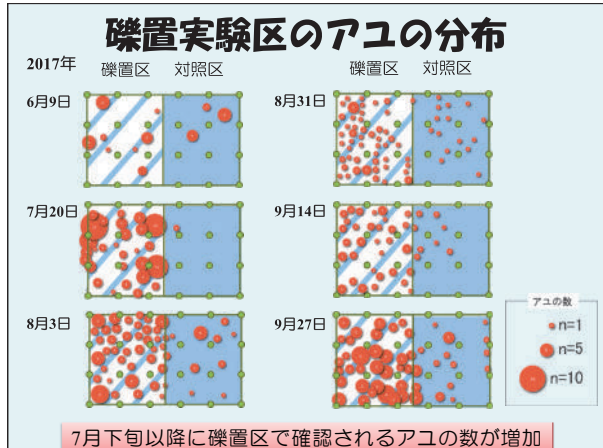 礫置実験区のアユの分布
2017年 礫置区 対照区 礫置区 対照区
6月9日
8月31日
7月20日
9月14日
8月3日
9月27日
アユの数
n=1
n=5
n=10
7月下旬以降に礫置区で確認されるアユの数が増加